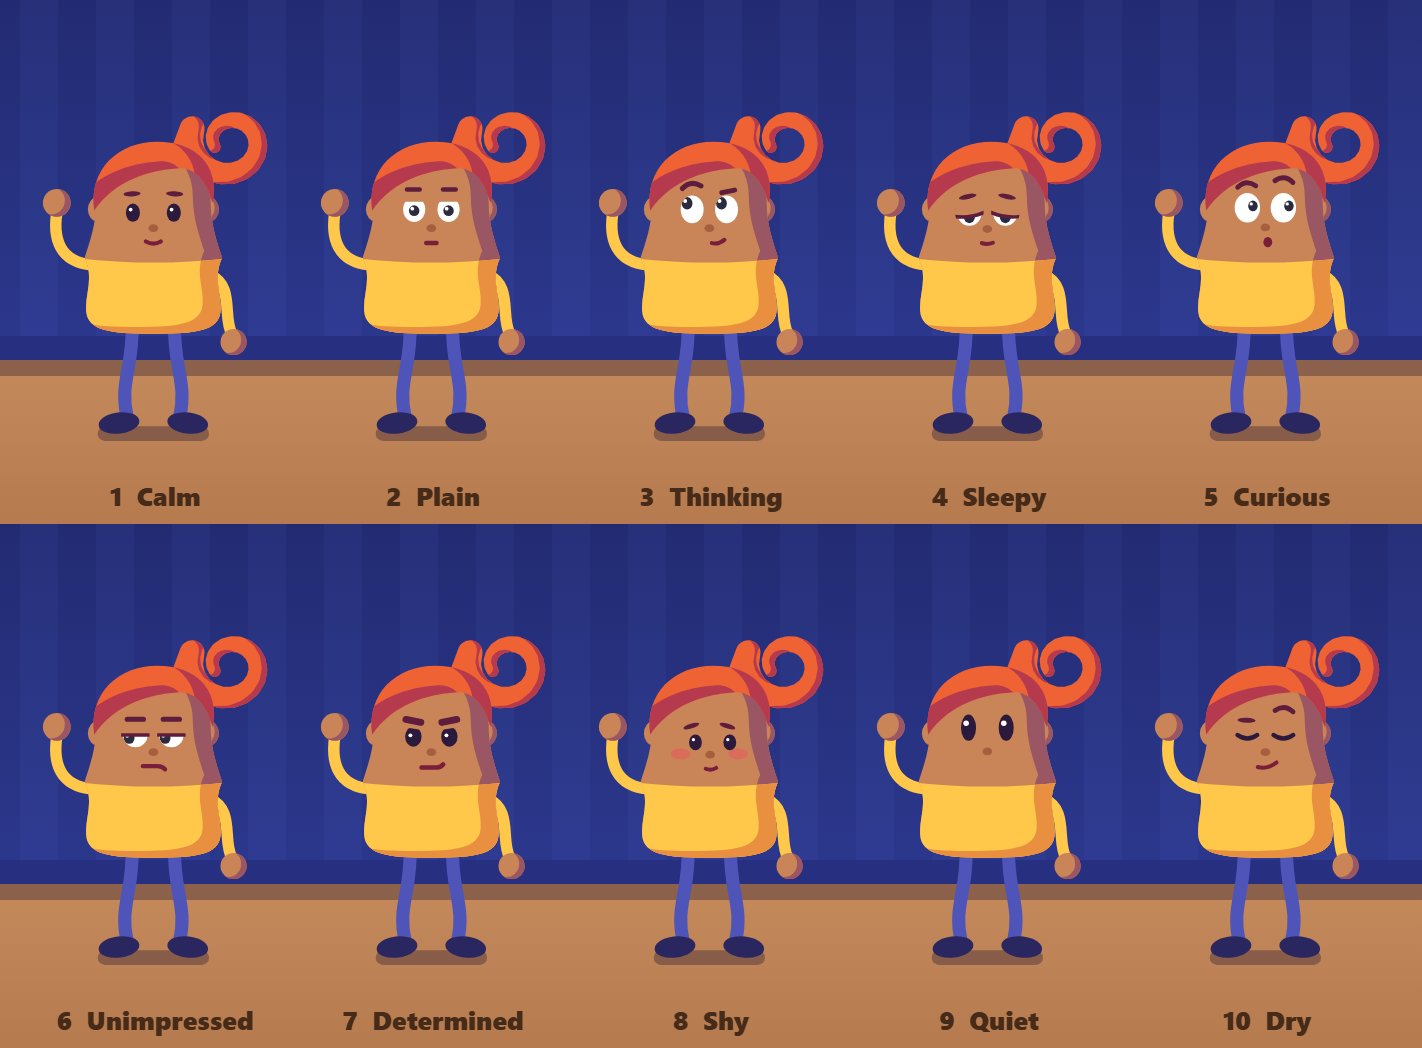 1 Calm
2 Plain
3 Thinking
4 Sleepy
5 Curious
6 Unimpressed
7 Determined
8 Shy
9 Quiet
10 Dry